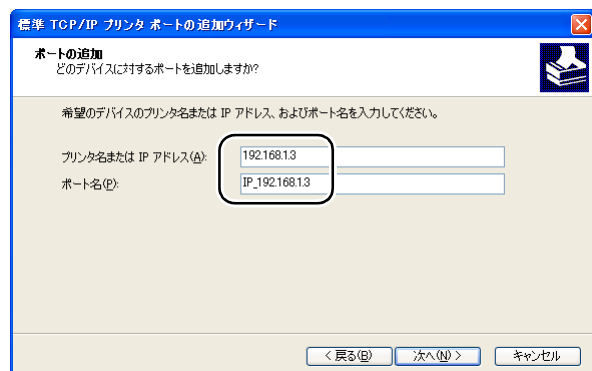 標準 TCP/IP プリンタ ポートの追加ウィザード
ポートの追加
どのデバイスに対するポートを追加しますか?
希望のデバイスのプリンタ名または IP アドレス、およびポート名を入力してください。
プリンタ名または IP アドレス(A): 192.168.1.3
ポート名(P): IP_192.168.1.3
< 戻る(B) 次へ(N) > キャンセル